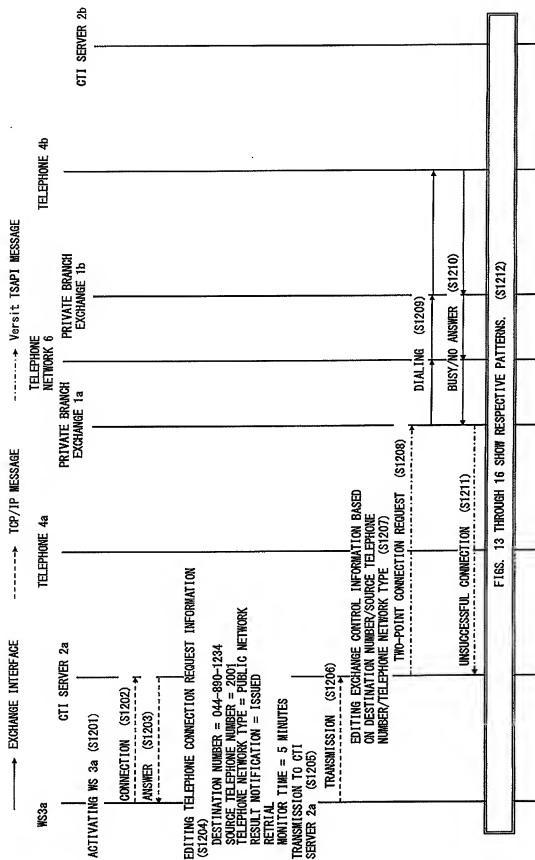 ⟶ EXCHANGE INTERFACE
-----→ TCP/IP MESSAGE
-·-·-→ Versit TSAPI MESSAGE
WS3a
CTI SERVER 2a
TELEPHONE 4a
PRIVATE BRANCH
EXCHANGE 1a
TELEPHONE
NETWORK 6
PRIVATE BRANCH
EXCHANGE 1b
TELEPHONE 4b
CTI SERVER 2b
ACTIVATING WS 3a (S1201)
CONNECTION (S1202)
ANSWER (S1203)
EDITING TELEPHONE CONNECTION REQUEST INFORMATION
(S1204)
DESTINATION NUMBER = 044-890-1234
SOURCE TELEPHONE NUMBER = 2001
TELEPHONE NETWORK TYPE = PUBLIC NETWORK
RESULT NOTIFICATION = ISSUED
RETRIAL
MONITOR TIME = 5 MINUTES
TRANSMISSION TO CTI
SERVER 2a (S1205)
TRANSMISSION (S1206)
EDITING EXCHANGE CONTROL INFORMATION BASED
ON DESTINATION NUMBER/SOURCE TELEPHONE
NUMBER/TELEPHONE NETWORK TYPE (S1207)
TWO-POINT CONNECTION REQUEST (S1208)
DIALING (S1209)
BUSY/NO ANSWER (S1210)
UNSUCCESSFUL CONNECTION (S1211)
FIGS. 13 THROUGH 16 SHOW RESPECTIVE PATTERNS. (S1212)